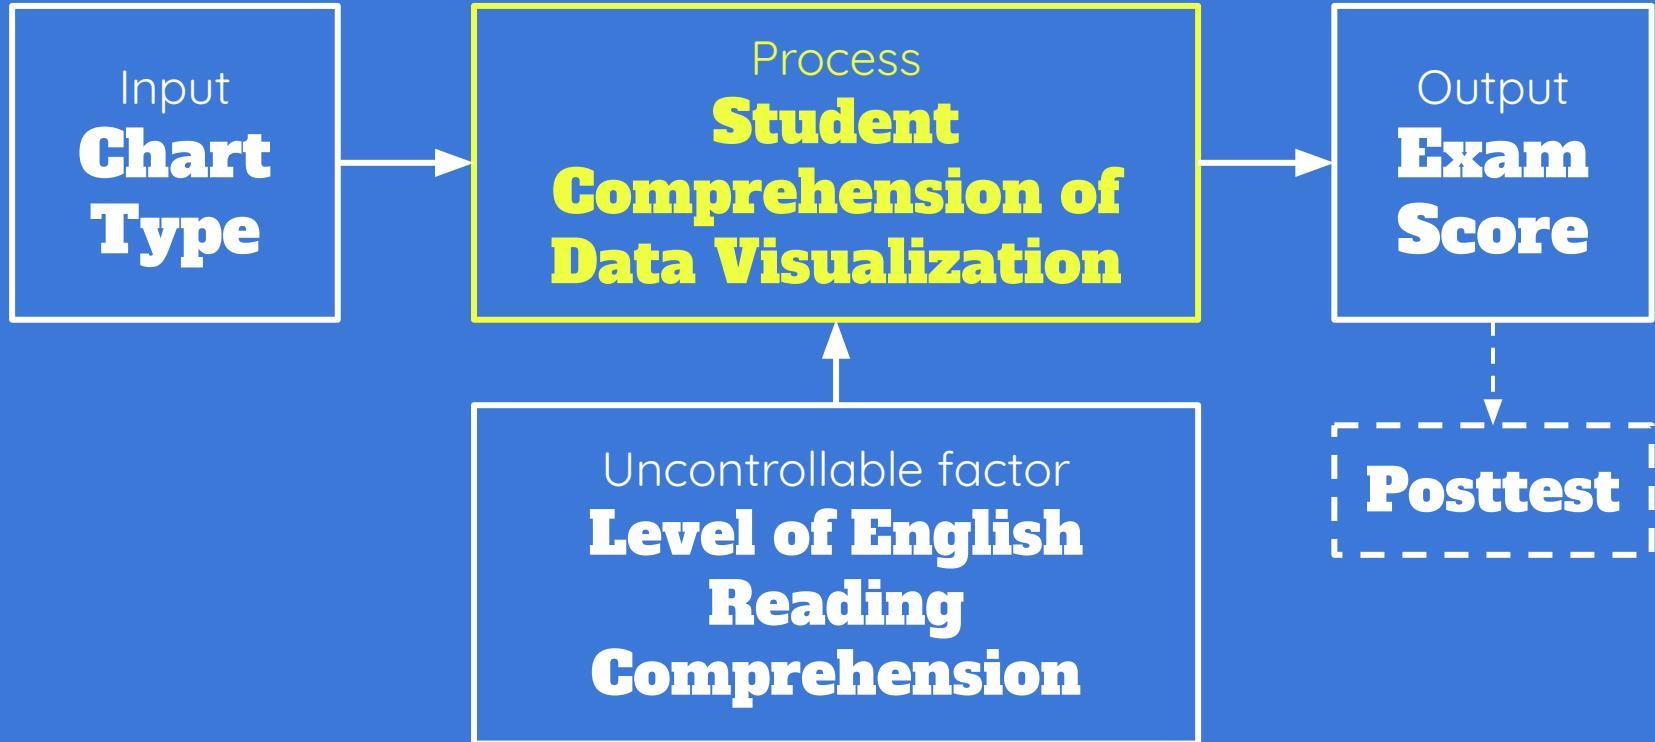 Input
Chart
Type
Process
Student
Comprehension of
Data Visualization
Output
Exam
Score
Uncontrollable factor
Level of English
Reading
Comprehension
Posttest